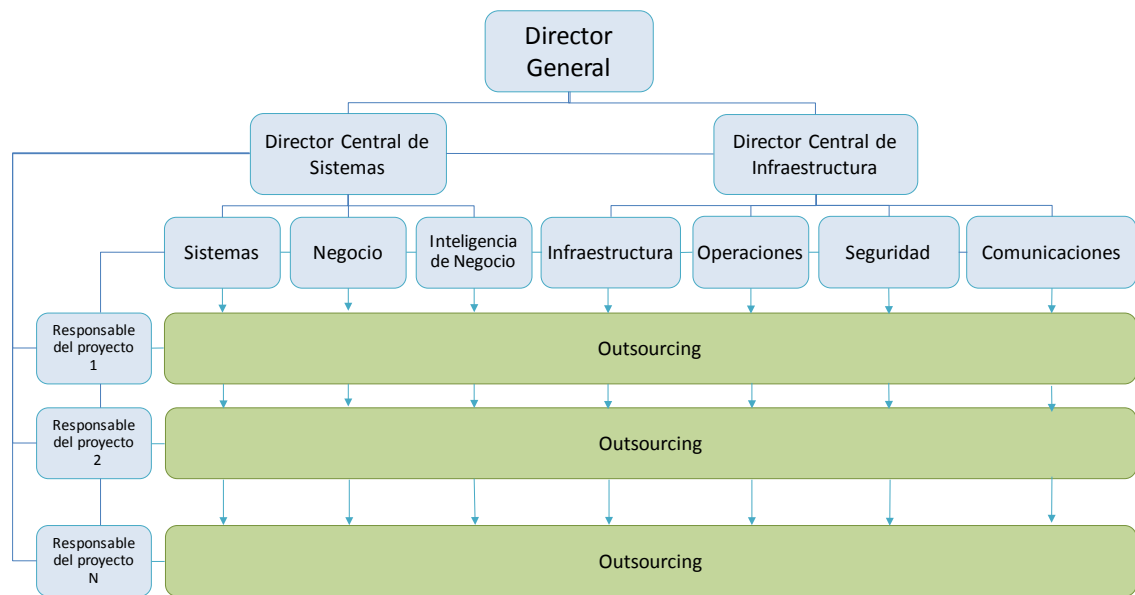 Director
General
Director Central de
Sistemas
Director Central de
Infraestructura
Sistemas
Negocio
Inteligencia
de Negocio
Infraestructura
Operaciones
Seguridad
Comunicaciones
Responsable
del proyecto
1
Outsourcing
Responsable
del proyecto
2
Outsourcing
Responsable
del proyecto
N
Outsourcing